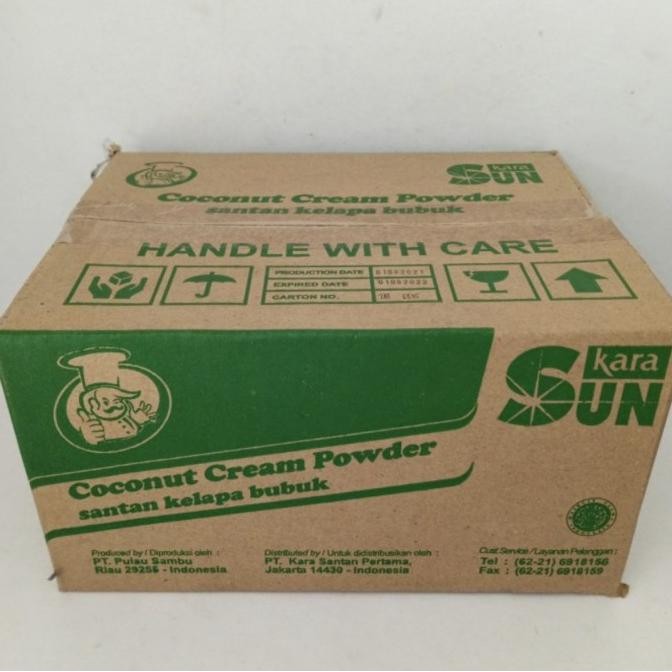 kara
SUN
Coconut Cream Powder
santan kelapa bubuk
HANDLE WITH CARE
PRODUCTION DATE
EXPIRED DATE
CARTON NO.
kara
SUN
Coconut Cream Powder
santan kelapa bubuk
Produced by / Diproduksi oleh :
PT. Pulau Sambu
Riau 29255 - Indonesia
Distributed by / Untuk didistribusikan oleh :
PT. Kara Santan Pertama,
Jakarta 14430 - Indonesia
Cust.Service / Layanan Pelanggan :
Tel : (62-21) 6918156
Fax : (62-21) 6918159